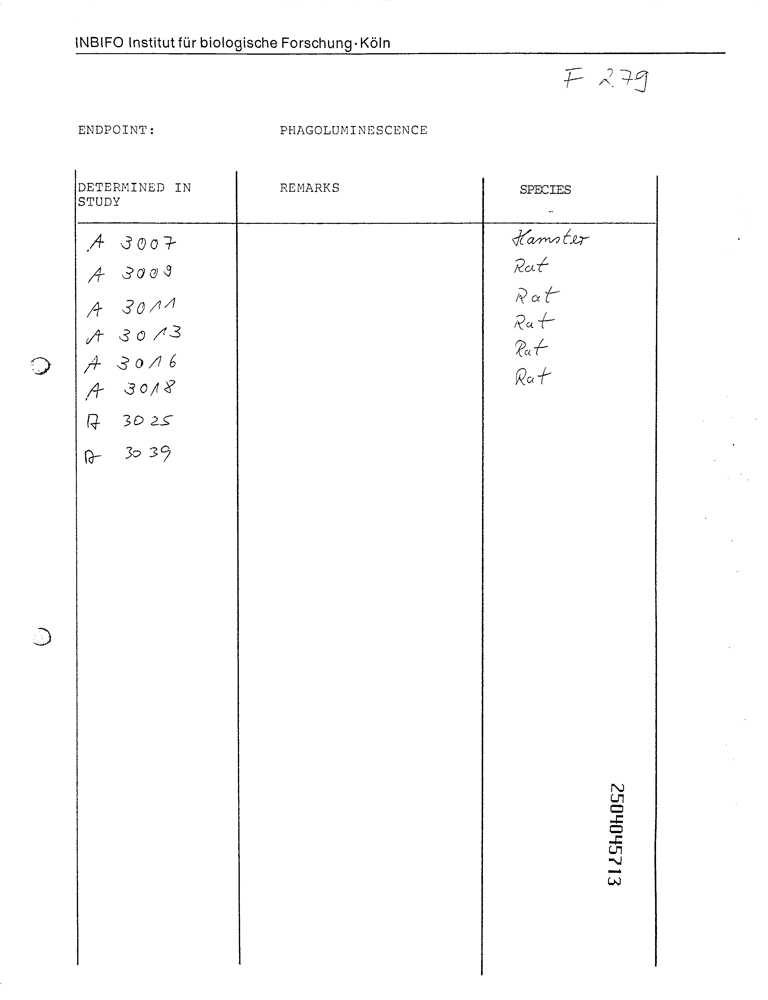 INBIFO Institut für biologische Forschung · Köln
F 279
ENDPOINT: PHAGOLUMINESCENCE
DETERMINED IN STUDY REMARKS SPECIES
A 3007 Hamster
A 3009 Rat
A 3011 Rat
A 3013 Rat
A 3016 Rat
A 3018 Rat
A 3025
A 3039
2504045713